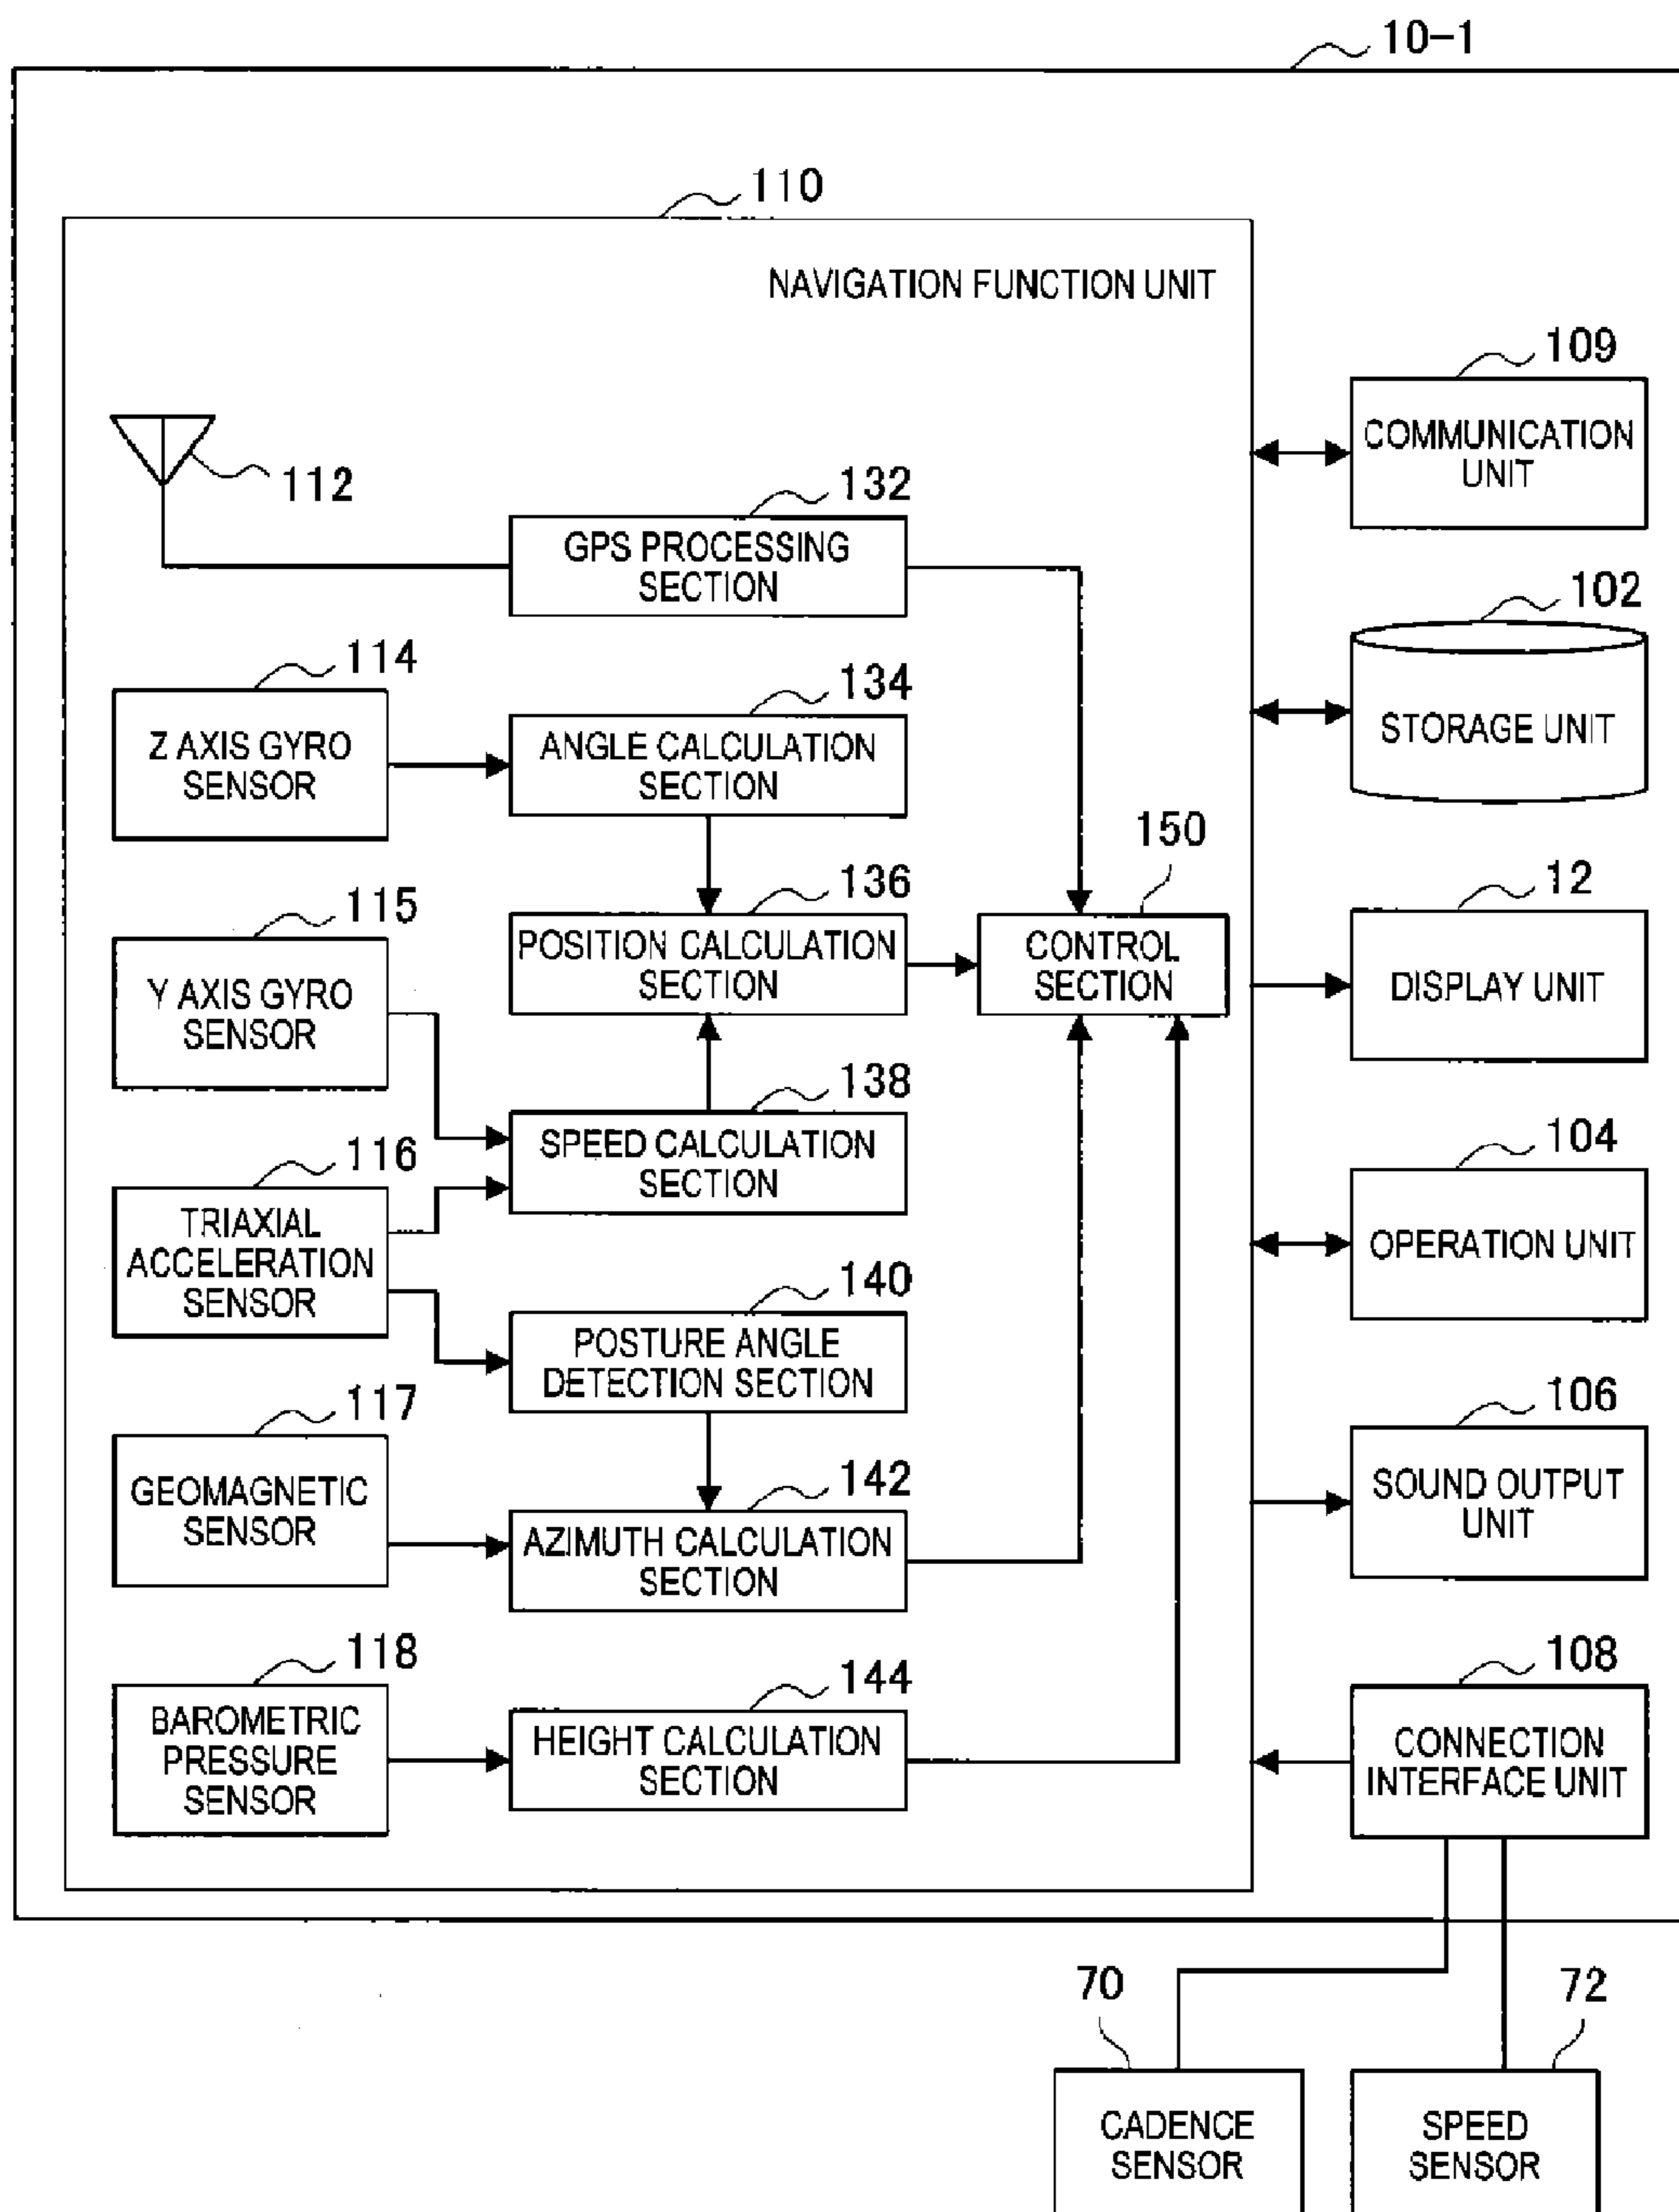 10-1
110
NAVIGATION FUNCTION UNIT
109
COMMUNICATION
UNIT
112
132
GPS PROCESSING
SECTION
102
STORAGE UNIT
114
Z AXIS GYRO
SENSOR
134
ANGLE CALCULATION
SECTION
150
CONTROL
SECTION
136
POSITION CALCULATION
SECTION
12
DISPLAY UNIT
115
Y AXIS GYRO
SENSOR
138
SPEED CALCULATION
SECTION
104
OPERATION UNIT
116
TRIAXIAL
ACCELERATION
SENSOR
140
POSTURE ANGLE
DETECTION SECTION
106
SOUND OUTPUT
UNIT
117
GEOMAGNETIC
SENSOR
142
AZIMUTH CALCULATION
SECTION
108
CONNECTION
INTERFACE UNIT
118
BAROMETRIC
PRESSURE
SENSOR
144
HEIGHT CALCULATION
SECTION
70
CADENCE
SENSOR
72
SPEED
SENSOR